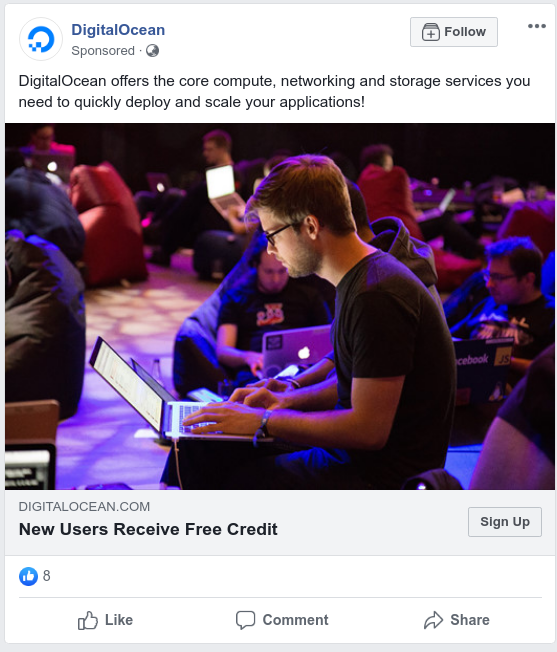 DigitalOcean
Sponsored ·
Follow
DigitalOcean offers the core compute, networking and storage services you
need to quickly deploy and scale your applications!
JS
DIGITALOCEAN.COM
New Users Receive Free Credit
Sign Up
8
Like
Comment
Share